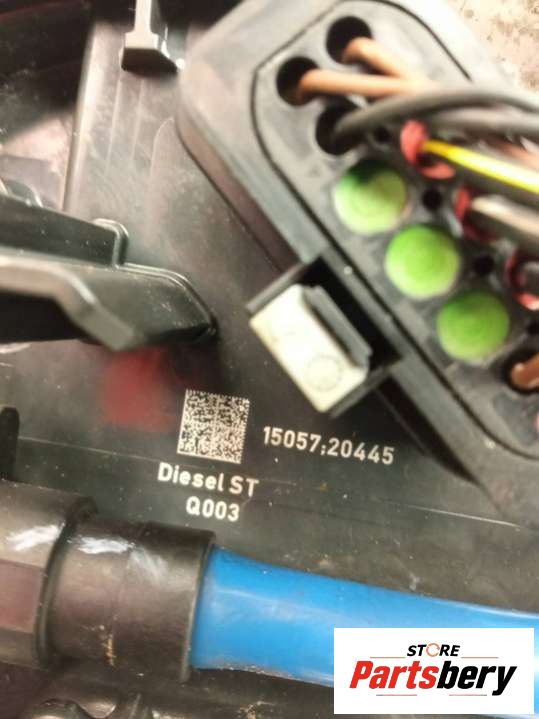 15057;20445
Diesel ST
Q003
STORE
Partsbery